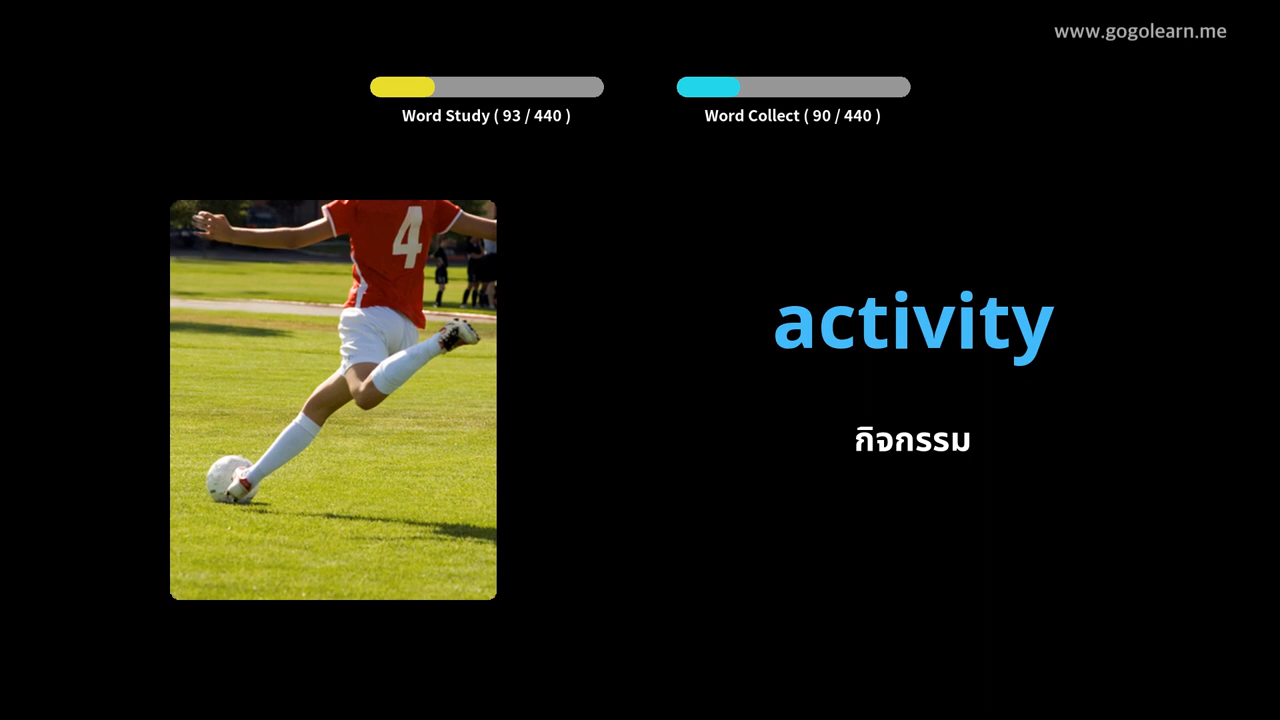 www.gogolearn.me
Word Study ( 93 / 440 )
Word Collect ( 90 / 440 )
4
activity
กิจกรรม